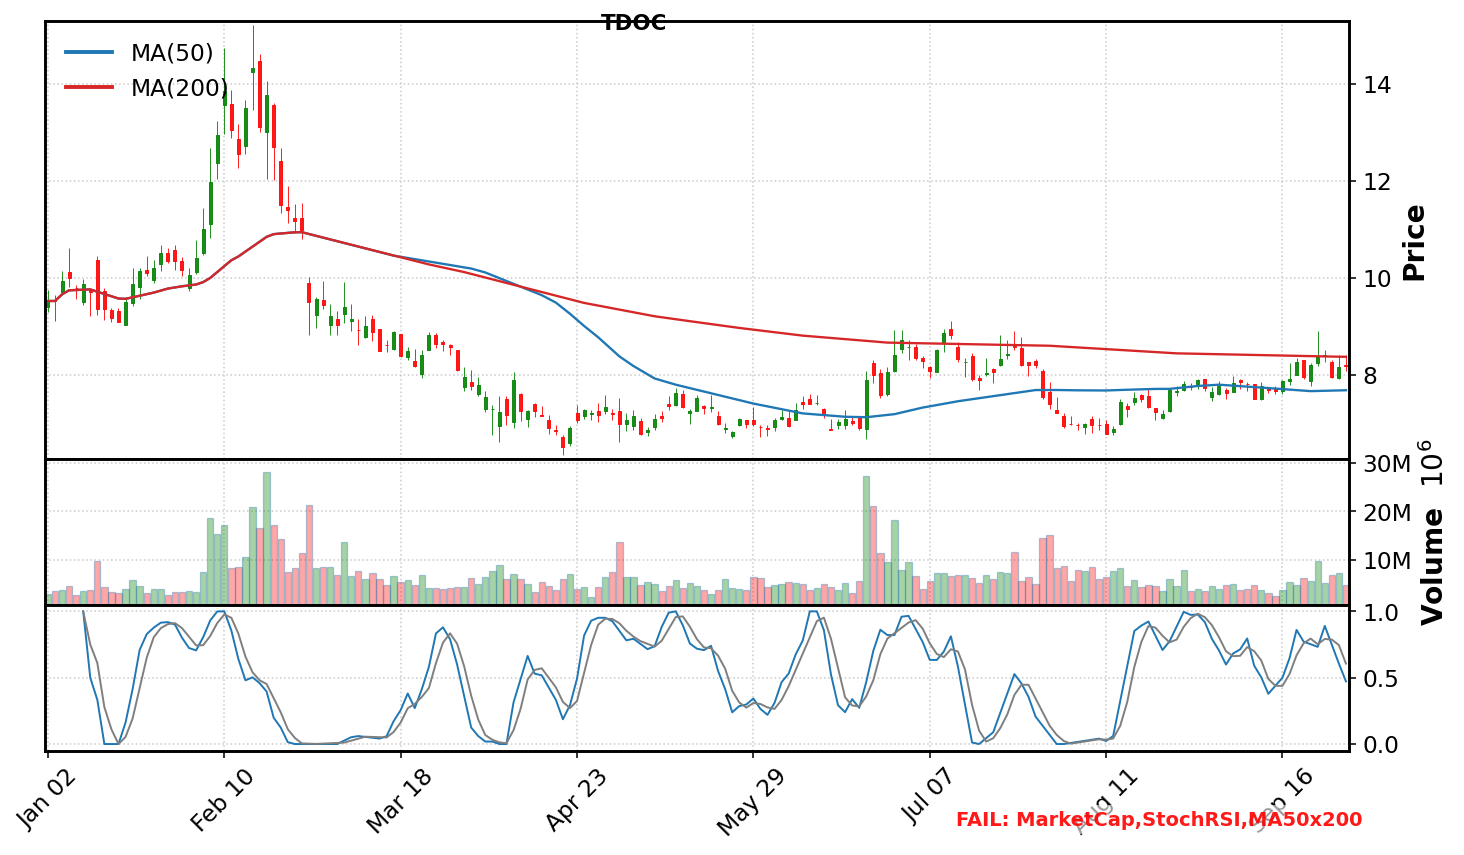 TDOC
MA(50)
MA(200)
14
12
10
8
Price
30M
20M
10M
Volume 10^6
1.0
0.5
0.0
Jan 02
Feb 10
Mar 18
Apr 23
May 29
Jul 07
Aug 11
Sep 16
FAIL: MarketCap,StochRSI,MA50x200